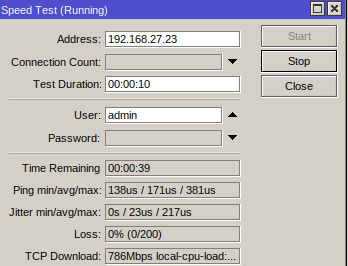 Speed Test (Running)
Address: 192.168.27.23
Start
Connection Count:
Stop
Test Duration: 00:00:10
Close
User: admin
Password:
Time Remaining 00:00:39
Ping min/avg/max: 138us / 171us / 381us
Jitter min/avg/max: 0s / 23us / 217us
Loss: 0% (0/200)
TCP Download: 786Mbps local-cpu-load:...